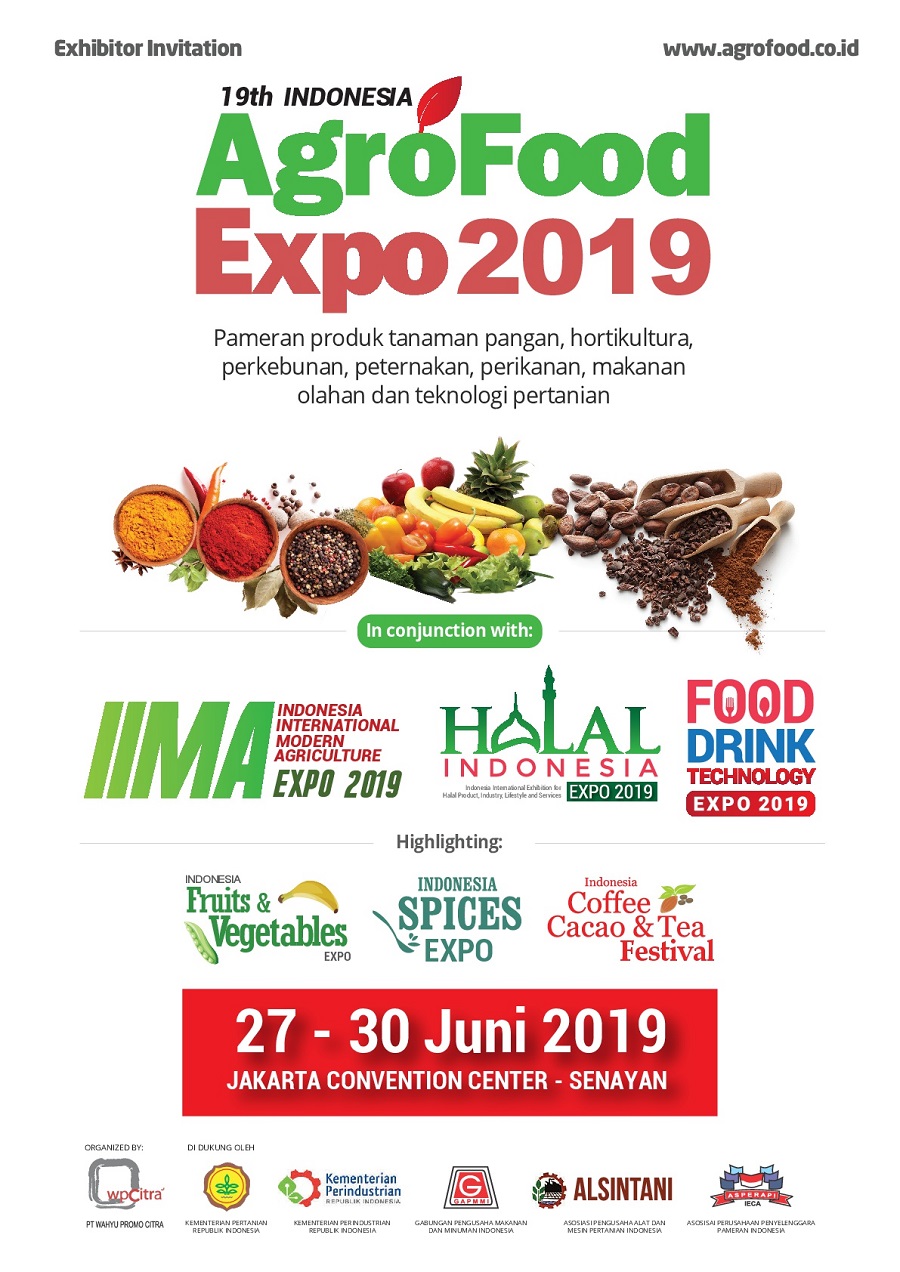 Exhibitor Invitation
www.agrofood.co.id
19th INDONESIA
AgroFood
Expo 2019
Pameran produk tanaman pangan, hortikultura,
perkebunan, peternakan, perikanan, makanan
olahan dan teknologi pertanian
In conjunction with:
IIMA
INDONESIA
INTERNATIONAL
MODERN
AGRICULTURE
EXPO 2019
HALAL
INDONESIA
Indonesia International Exhibition for
Halal Product, Industry, Lifestyle and Services
EXPO 2019
FOOD
DRINK
TECHNOLOGY
EXPO 2019
Highlighting:
INDONESIA
Fruits &
Vegetables
EXPO
INDONESIA
SPICES
EXPO
Indonesia
Coffee
Cacao & Tea
Festival
27 - 30 Juni 2019
JAKARTA CONVENTION CENTER - SENAYAN
ORGANIZED BY:
wpcitra
PT WAHYU PROMO CITRA
DI DUKUNG OLEH
KEMENTERIAN PERTANIAN
REPUBLIK INDONESIA
Kementerian
Perindustrian
REPUBLIK INDONESIA
KEMENTERIAN PERINDUSTRIAN
REPUBLIK INDONESIA
GAPMMI
GABUNGAN PENGUSAHA MAKANAN
DAN MINUMAN INDONESIA
ALSINTANI
ASOSIASI PENGUSAHA ALAT DAN
MESIN PERTANIAN INDONESIA
ASPERAPI
IECA
ASOSISAI PERUSAHAAN PENYELENGGARA
PAMERAN INDONESIA